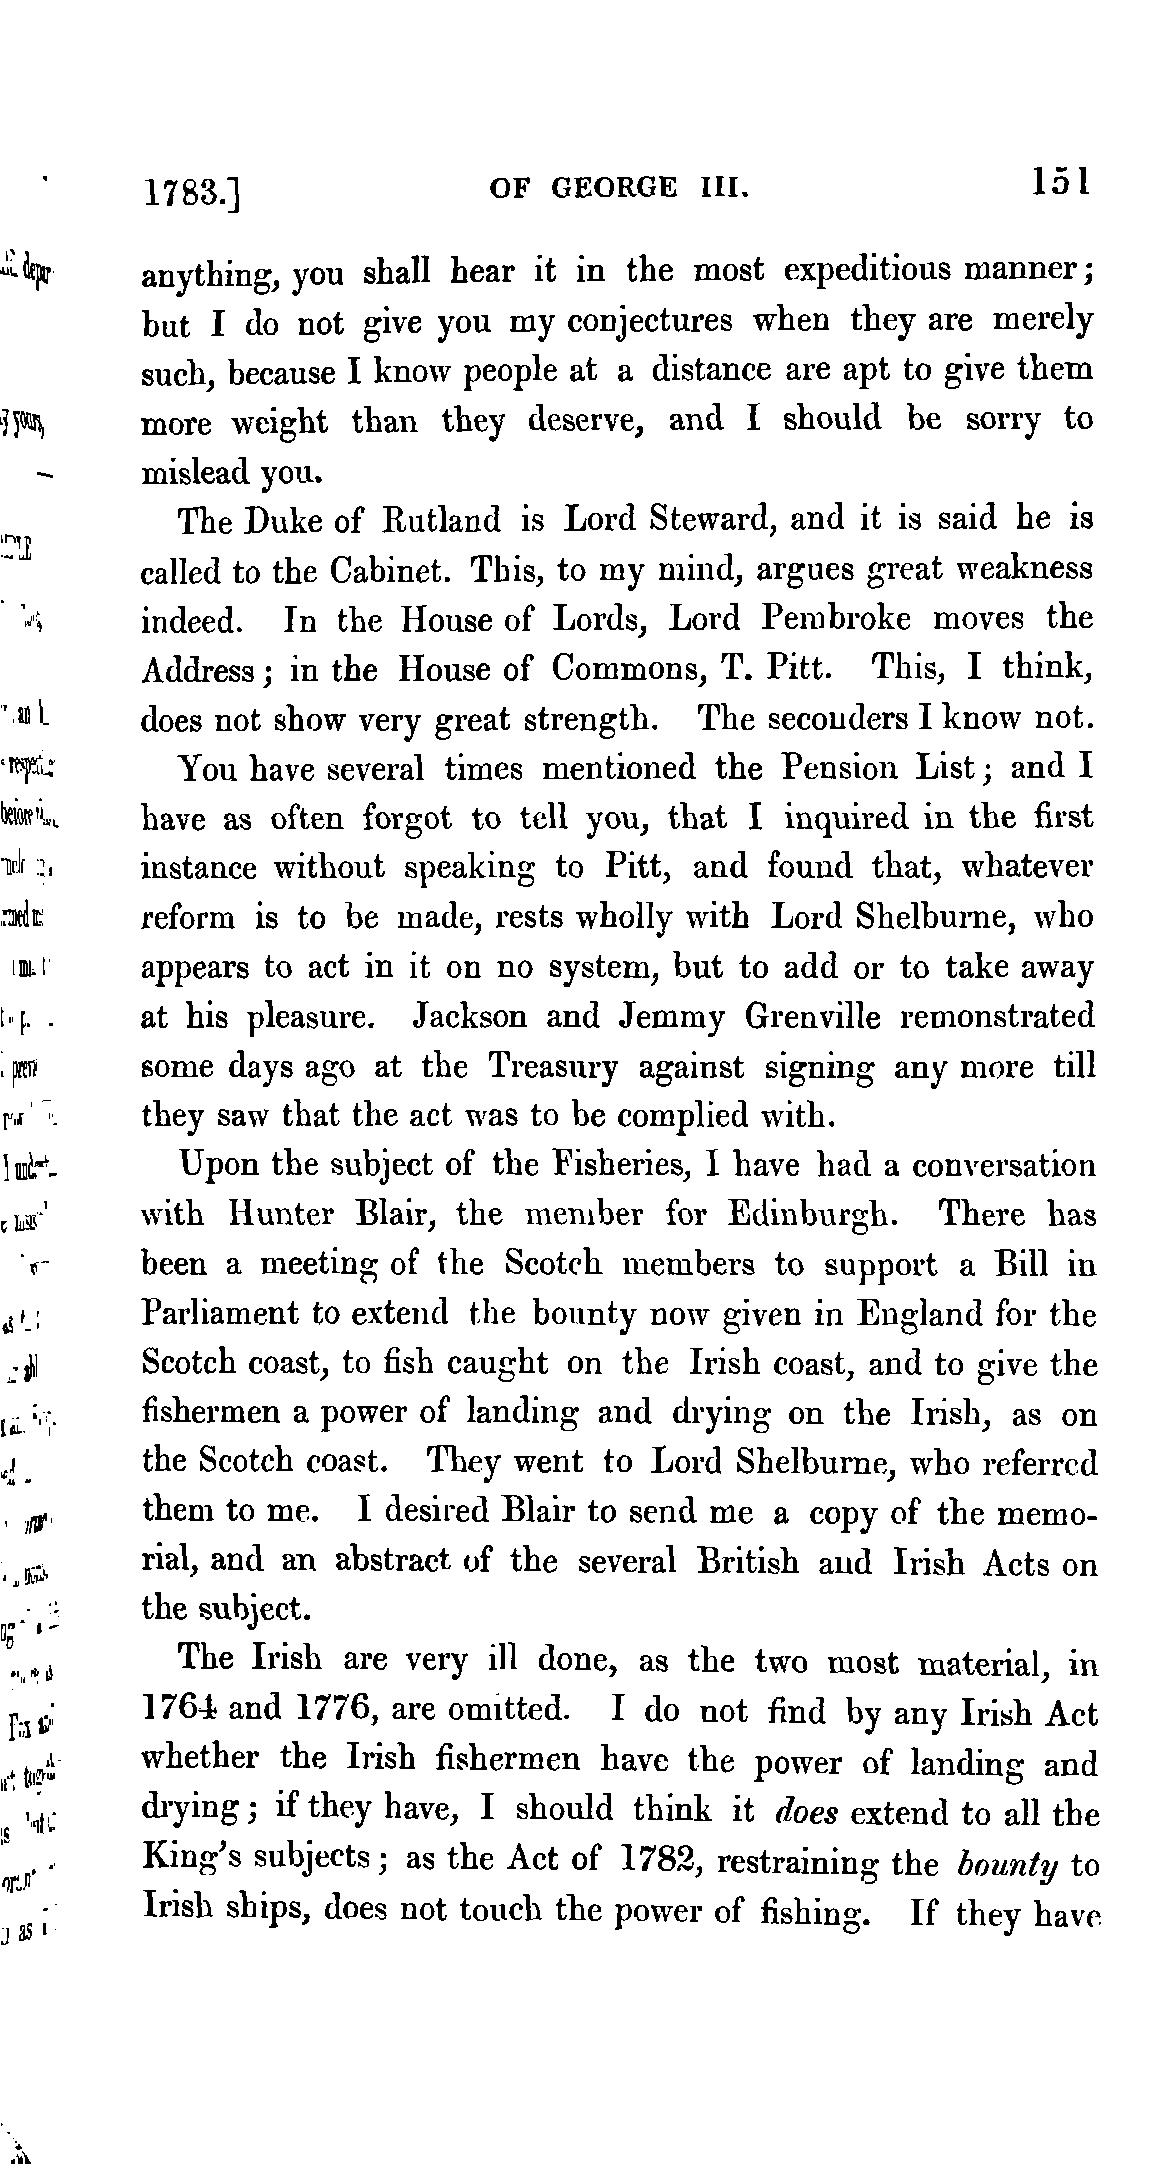 1783.] OF GEORGE III. 151
anything, you shall hear it in the most expeditious manner;
but I do not give you my conjectures when they are merely
such, because I know people at a distance are apt to give them
more weight than they deserve, and I should be sorry to
mislead you.
The Duke of Rutland is Lord Steward, and it is said he is
called to the Cabinet. This, to my mind, argues great weakness
indeed. In the House of Lords, Lord Pembroke moves the
Address; in the House of Commons, T. Pitt. This, I think,
does not show very great strength. The seconders I know not.
You have several times mentioned the Pension List; and I
have as often forgot to tell you, that I inquired in the first
instance without speaking to Pitt, and found that, whatever
reform is to be made, rests wholly with Lord Shelburne, who
appears to act in it on no system, but to add or to take away
at his pleasure. Jackson and Jemmy Grenville remonstrated
some days ago at the Treasury against signing any more till
they saw that the act was to be complied with.
Upon the subject of the Fisheries, I have had a conversation
with Hunter Blair, the member for Edinburgh. There has
been a meeting of the Scotch members to support a Bill in
Parliament to extend the bounty now given in England for the
Scotch coast, to fish caught on the Irish coast, and to give the
fishermen a power of landing and drying on the Irish, as on
the Scotch coast. They went to Lord Shelburne, who referred
them to me. I desired Blair to send me a copy of the memo-
rial, and an abstract of the several British and Irish Acts on
the subject.
The Irish are very ill done, as the two most material, in
1764 and 1776, are omitted. I do not find by any Irish Act
whether the Irish fishermen have the power of landing and
drying; if they have, I should think it does extend to all the
King's subjects; as the Act of 1782, restraining the bounty to
Irish ships, does not touch the power of fishing. If they have